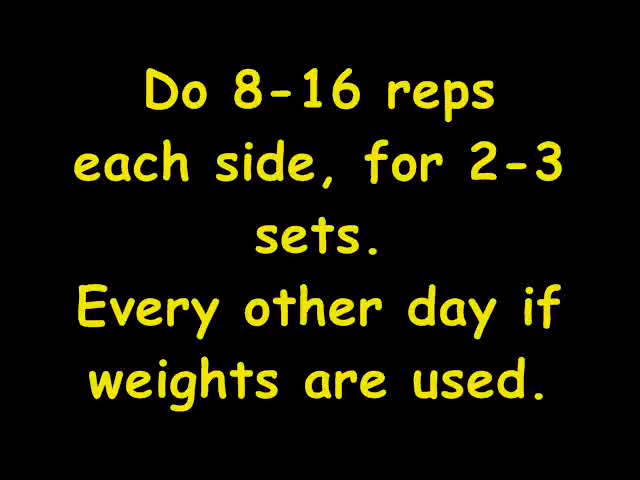 Do 8-16 reps
each side, for 2-3
sets.
Every other day if
weights are used.